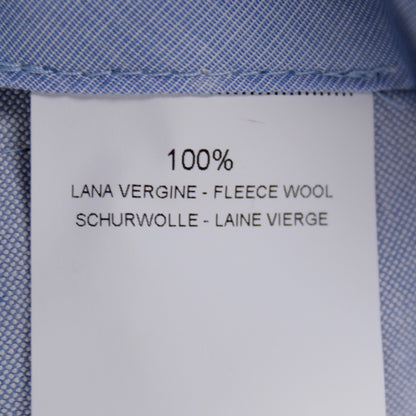 100%
LANA VERGINE - FLEECE WOOL
SCHURWOLLE - LAINE VIERGE